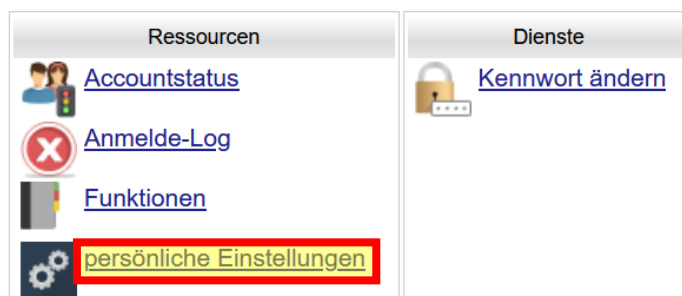 Ressourcen
Dienste
Accountstatus
Kennwort ändern
Anmelde-Log
Funktionen
persönliche Einstellungen